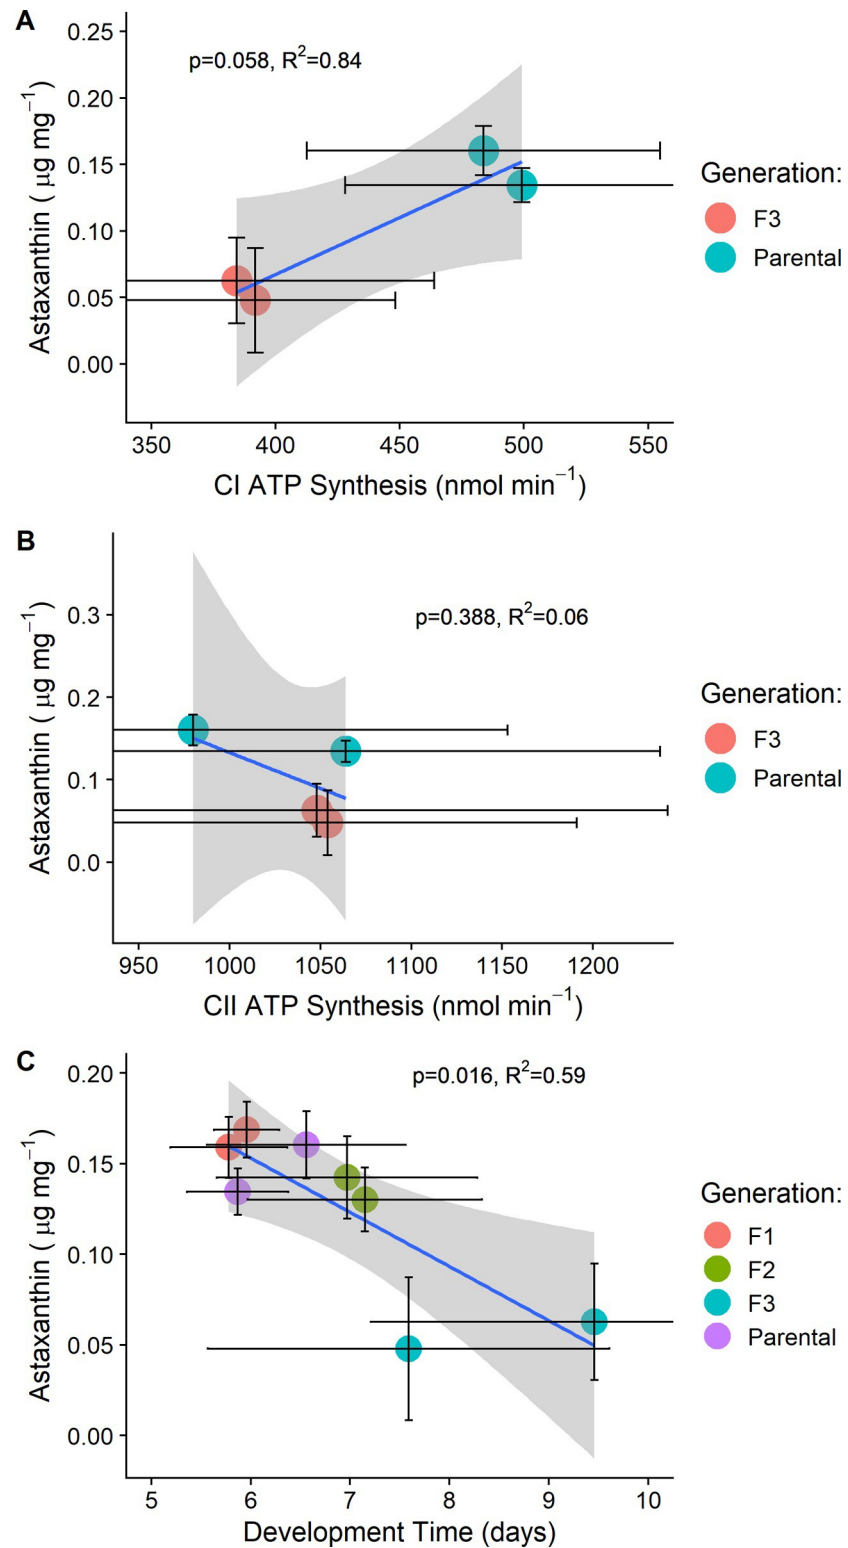 A
p=0.058, R²=0.84
Astaxanthin ( μg mg⁻¹)
0.25
0.20
0.15
0.10
0.05
0.00
350 400 450 500 550
CI ATP Synthesis (nmol min⁻¹)
Generation:
F3
Parental
B
p=0.388, R²=0.06
Astaxanthin ( μg mg⁻¹)
0.3
0.2
0.1
0.0
950 1000 1050 1100 1150 1200
CII ATP Synthesis (nmol min⁻¹)
Generation:
F3
Parental
C
p=0.016, R²=0.59
Astaxanthin ( μg mg⁻¹)
0.20
0.15
0.10
0.05
0.00
5 6 7 8 9 10
Development Time (days)
Generation:
F1
F2
F3
Parental